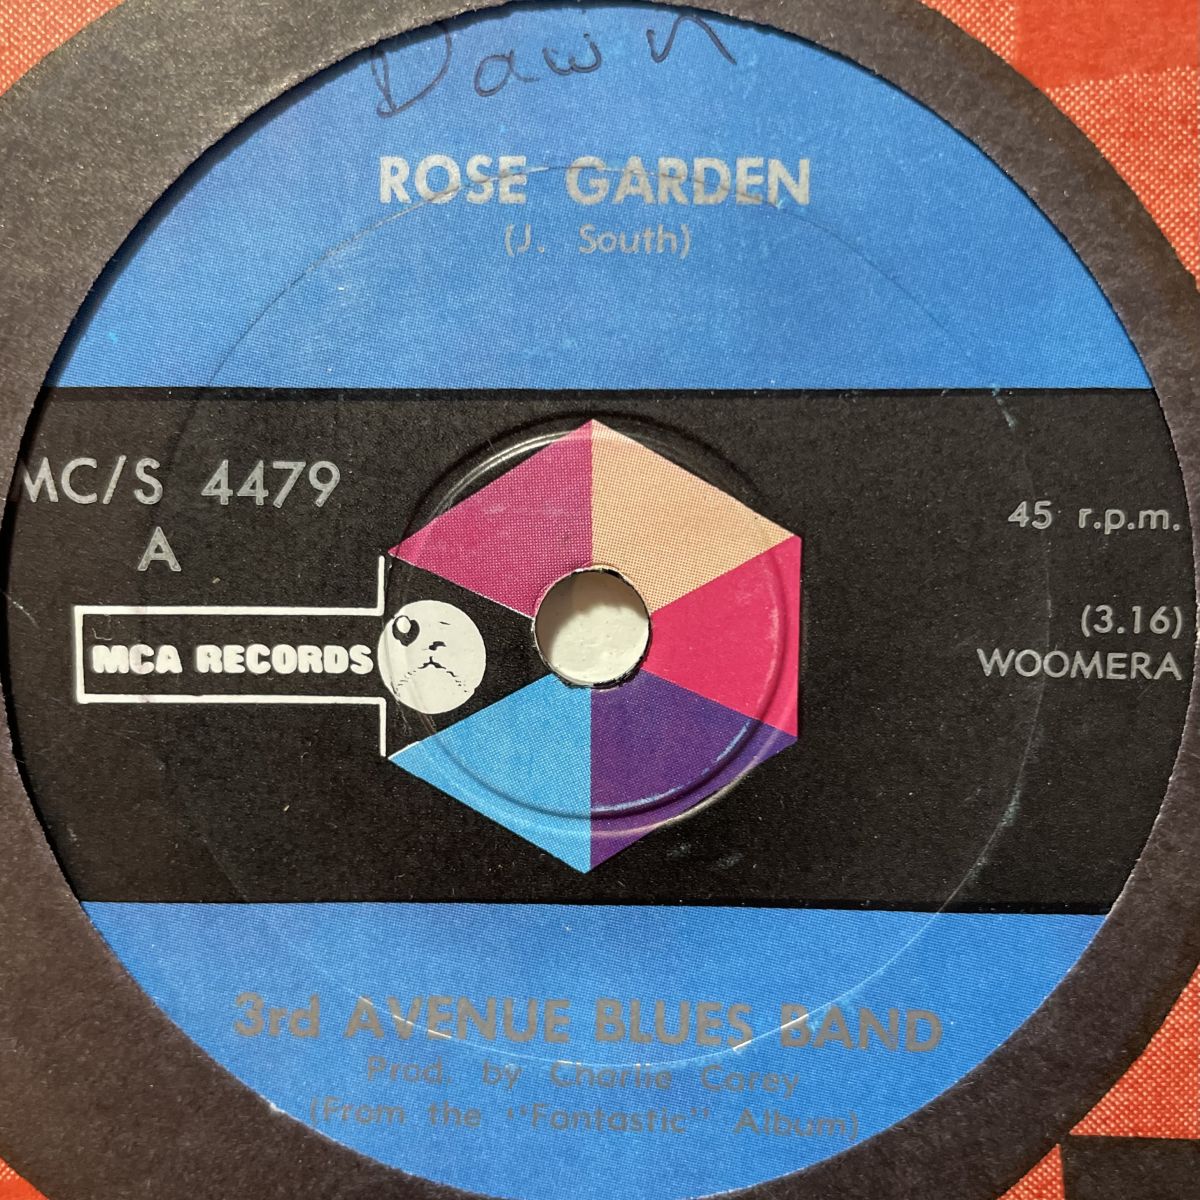 Dawn
ROSE GARDEN
(J. South)
MC/S 4479
A
45 r.p.m.
(3.16)
WOOMERA
MCA RECORDS
3rd AVENUE BLUES BAND
Prod. by Charlie Carey
(From the "Fantastic" Album)